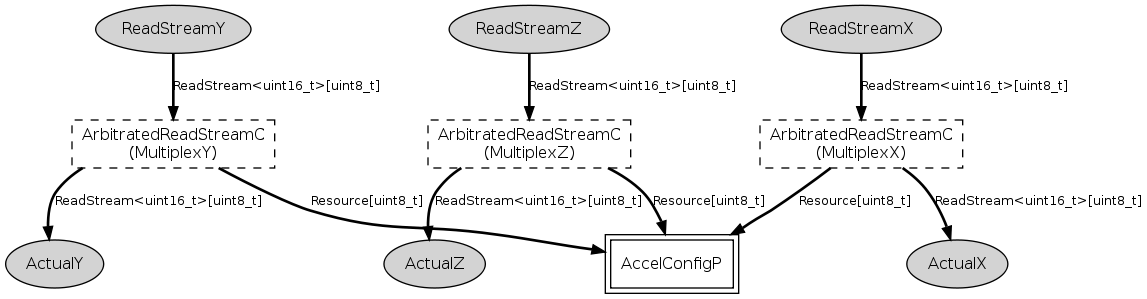 ReadStreamY
ReadStreamZ
ReadStreamX
ReadStream<uint16_t>[uint8_t]
ReadStream<uint16_t>[uint8_t]
ReadStream<uint16_t>[uint8_t]
ArbitratedReadStreamC
(MultiplexY)
ArbitratedReadStreamC
(MultiplexZ)
ArbitratedReadStreamC
(MultiplexX)
ReadStream<uint16_t>[uint8_t]
Resource[uint8_t]
ReadStream<uint16_t>[uint8_t]
Resource[uint8_t]
Resource[uint8_t]
ReadStream<uint16_t>[uint8_t]
ActualY
ActualZ
AccelConfigP
ActualX